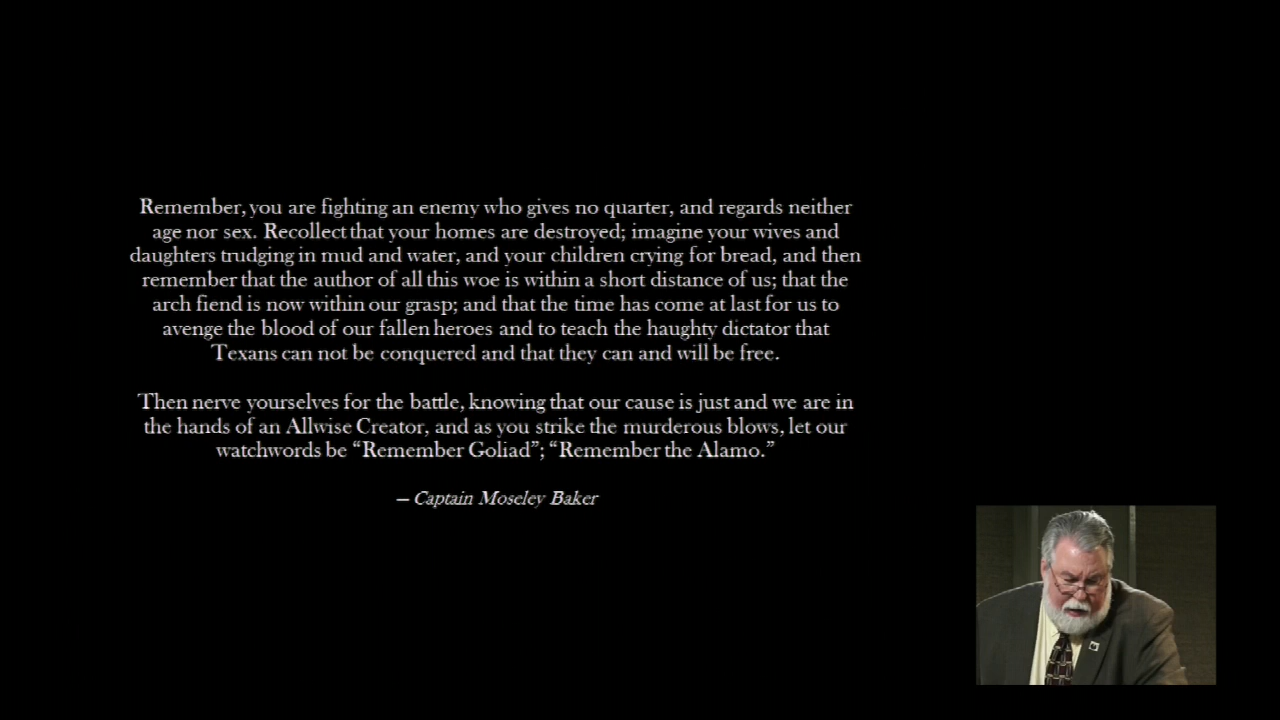 Remember, you are fighting an enemy who gives no quarter, and regards neither
age nor sex. Recollect that your homes are destroyed; imagine your wives and
daughters trudging in mud and water, and your children crying for bread, and then
remember that the author of all this woe is within a short distance of us; that the
arch fiend is now within our grasp; and that the time has come at last for us to
avenge the blood of our fallen heroes and to teach the haughty dictator that
Texans can not be conquered and that they can and will be free.
Then nerve yourselves for the battle, knowing that our cause is just and we are in
the hands of an Allwise Creator, and as you strike the murderous blows, let our
watchwords be “Remember Goliad”; “Remember the Alamo.”
– Captain Moseley Baker